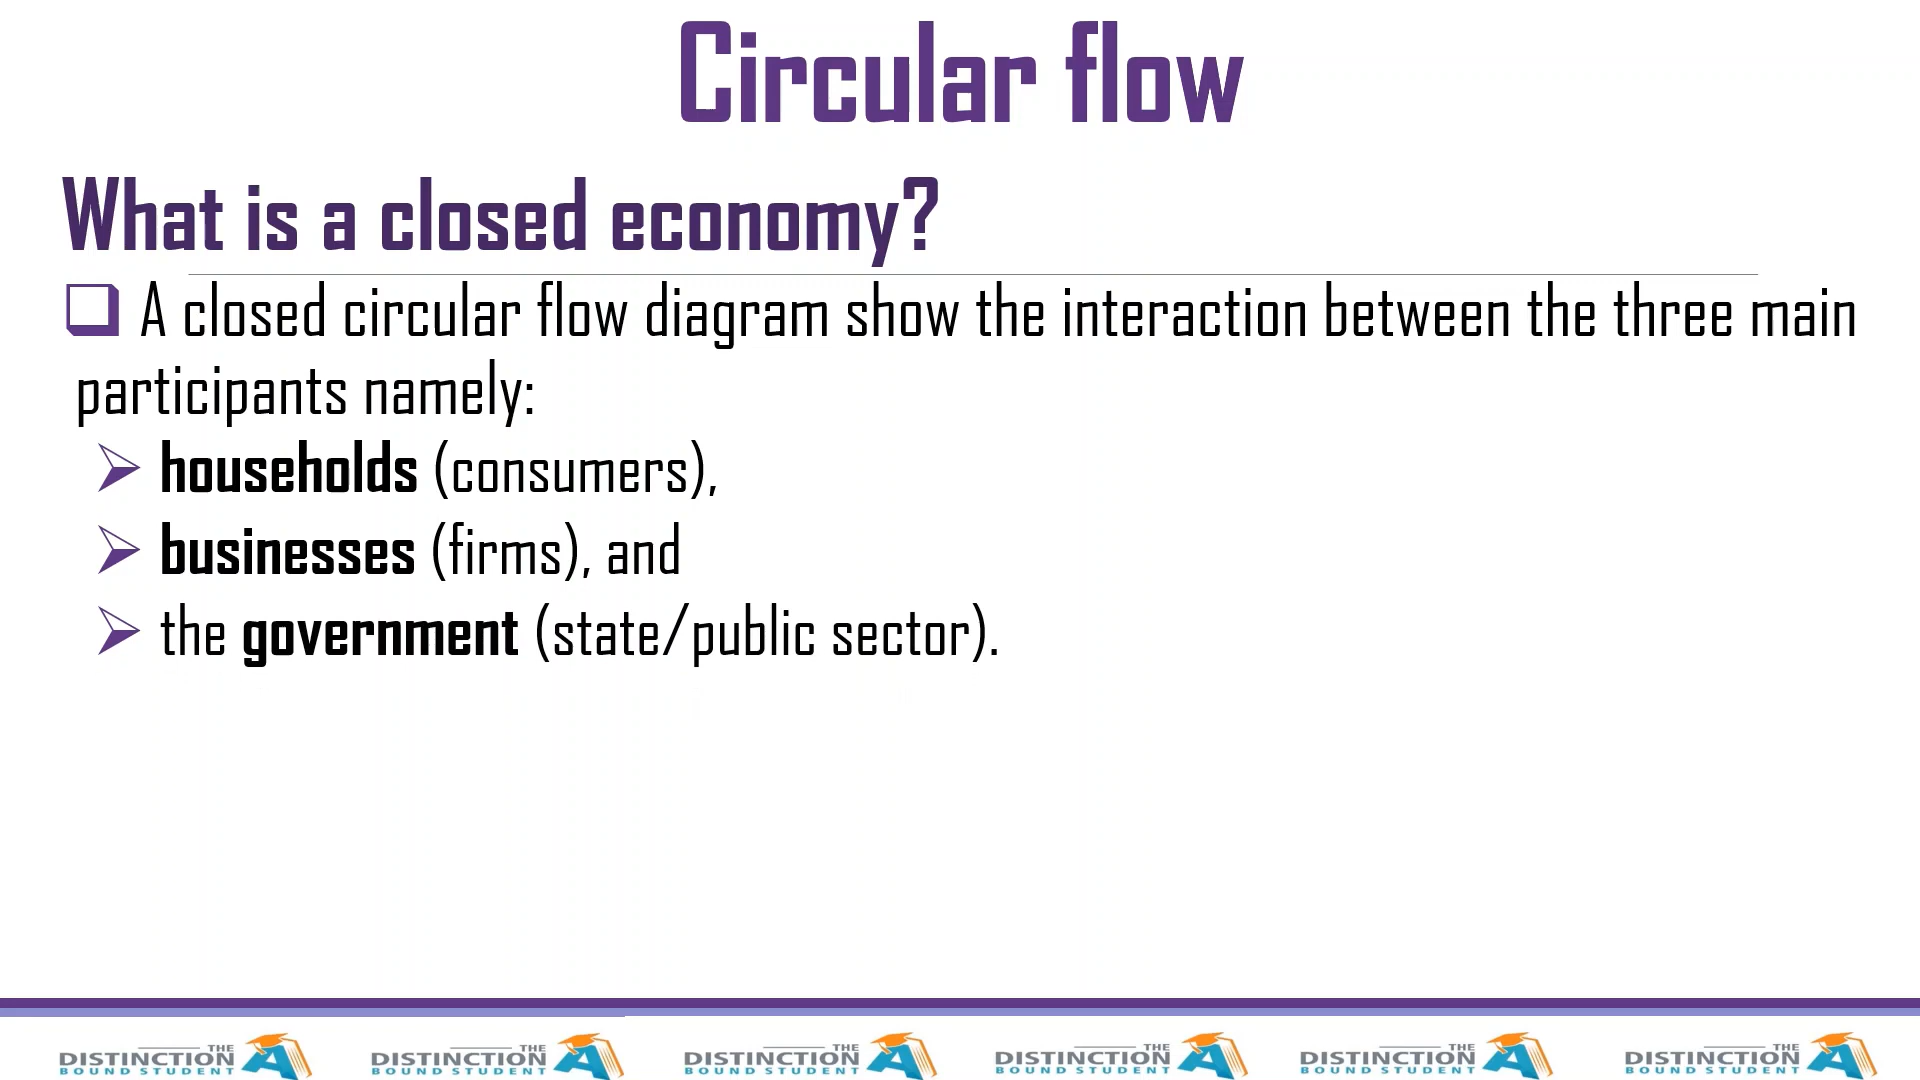 Circular flow
What is a closed economy?
A closed circular flow diagram show the interaction between the three main
participants namely:
households (consumers),
businesses (firms), and
the government (state/public sector).
THE DISTINCTION BOUND STUDENT
THE DISTINCTION BOUND STUDENT
THE DISTINCTION BOUND STUDENT
THE DISTINCTION BOUND STUDENT
THE DISTINCTION BOUND STUDENT
THE DISTINCTION BOUND STUDENT